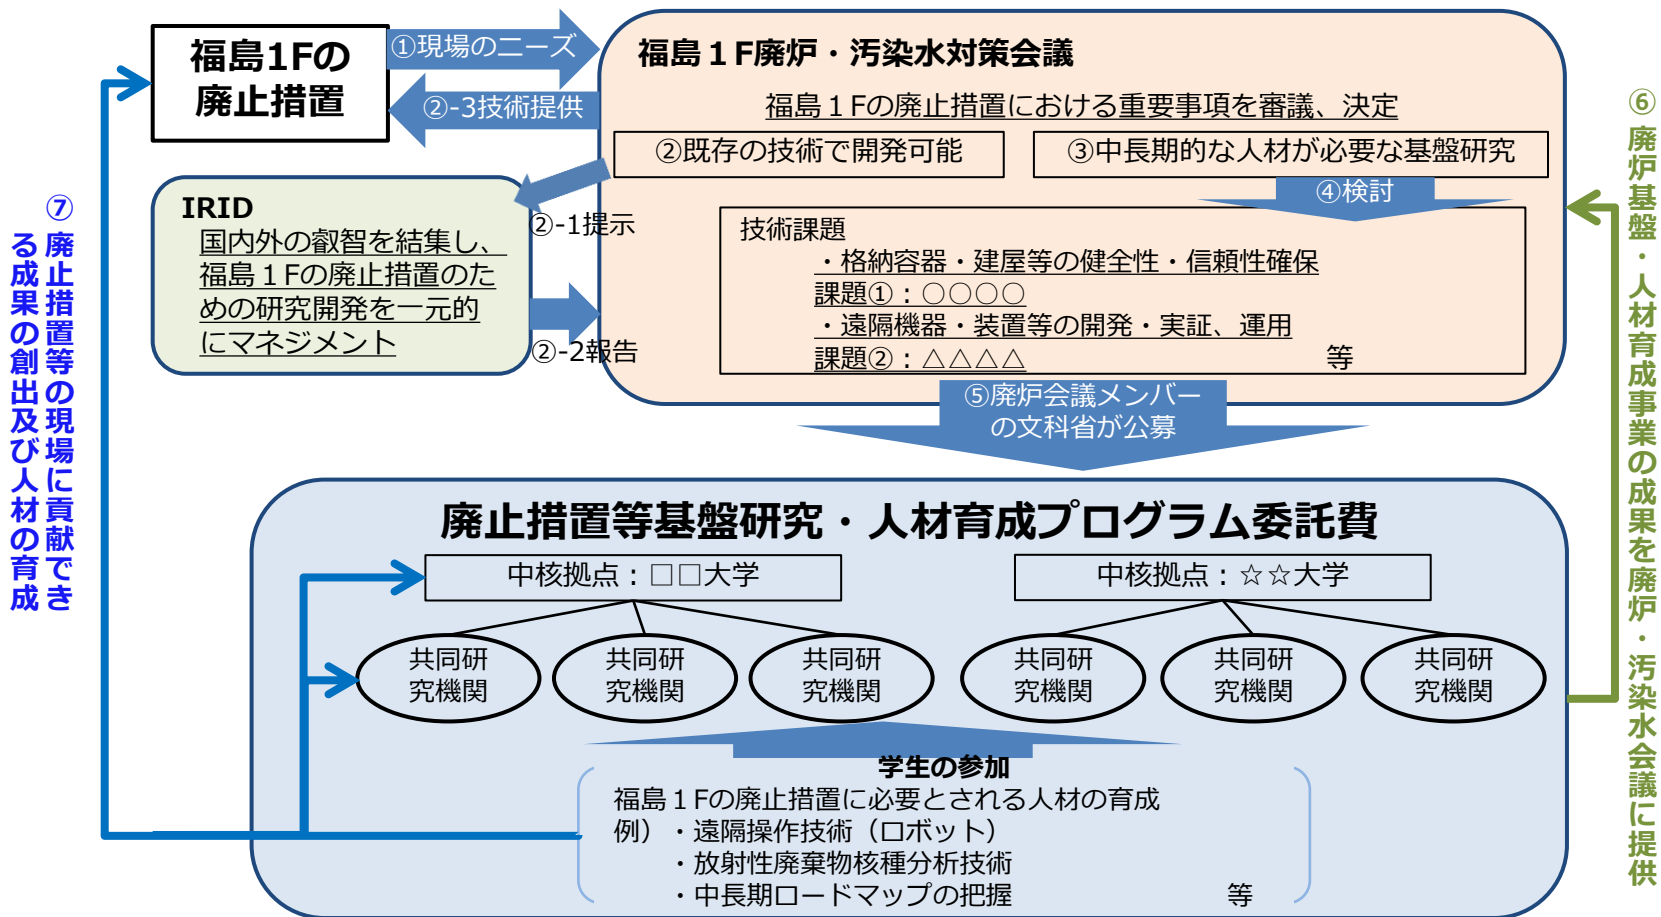 福島1Fの
廃止措置
①現場のニーズ
②-3技術提供
福島１F廃炉・汚染水対策会議
福島１Fの廃止措置における重要事項を審議、決定
②既存の技術で開発可能
③中長期的な人材が必要な基盤研究
④検討
IRID
国内外の叡智を結集し、
福島１Fの廃止措置のた
めの研究開発を一元的
にマネジメント
②-1提示
②-2報告
技術課題
・格納容器・建屋等の健全性・信頼性確保
課題①：○○○○
・遠隔機器・装置等の開発・実証、運用
課題②：△△△△
等
⑤廃炉会議メンバー
の文科省が公募
廃止措置等基盤研究・人材育成プログラム委託費
中核拠点：□□大学
中核拠点：☆☆大学
共同研
究機関
共同研
究機関
共同研
究機関
共同研
究機関
共同研
究機関
共同研
究機関
学生の参加
福島１Fの廃止措置に必要とされる人材の育成
例）・遠隔操作技術（ロボット）
・放射性廃棄物核種分析技術
・中長期ロードマップの把握
等
⑥廃炉基盤・人材育成事業の成果を廃炉・汚染水会議に提供
⑦廃止措置等の現場に貢献でき
る成果の創出及び人材の育成